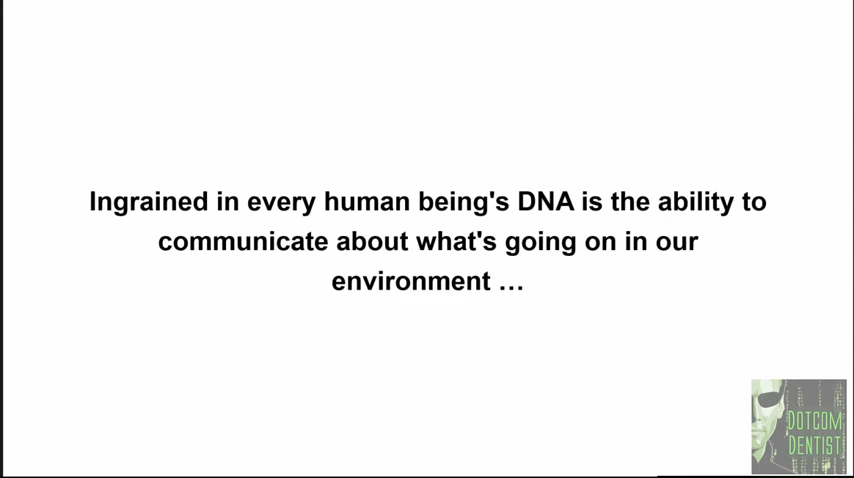 Ingrained in every human being's DNA is the ability to
communicate about what's going on in our
environment …
DOTCOM
DENTIST